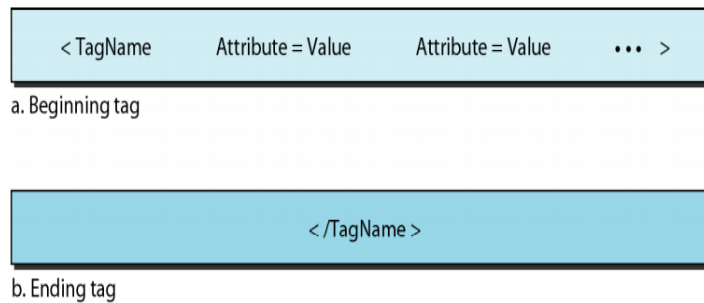 < TagName Attribute = Value Attribute = Value ••• >
a. Beginning tag
< /TagName >
b. Ending tag